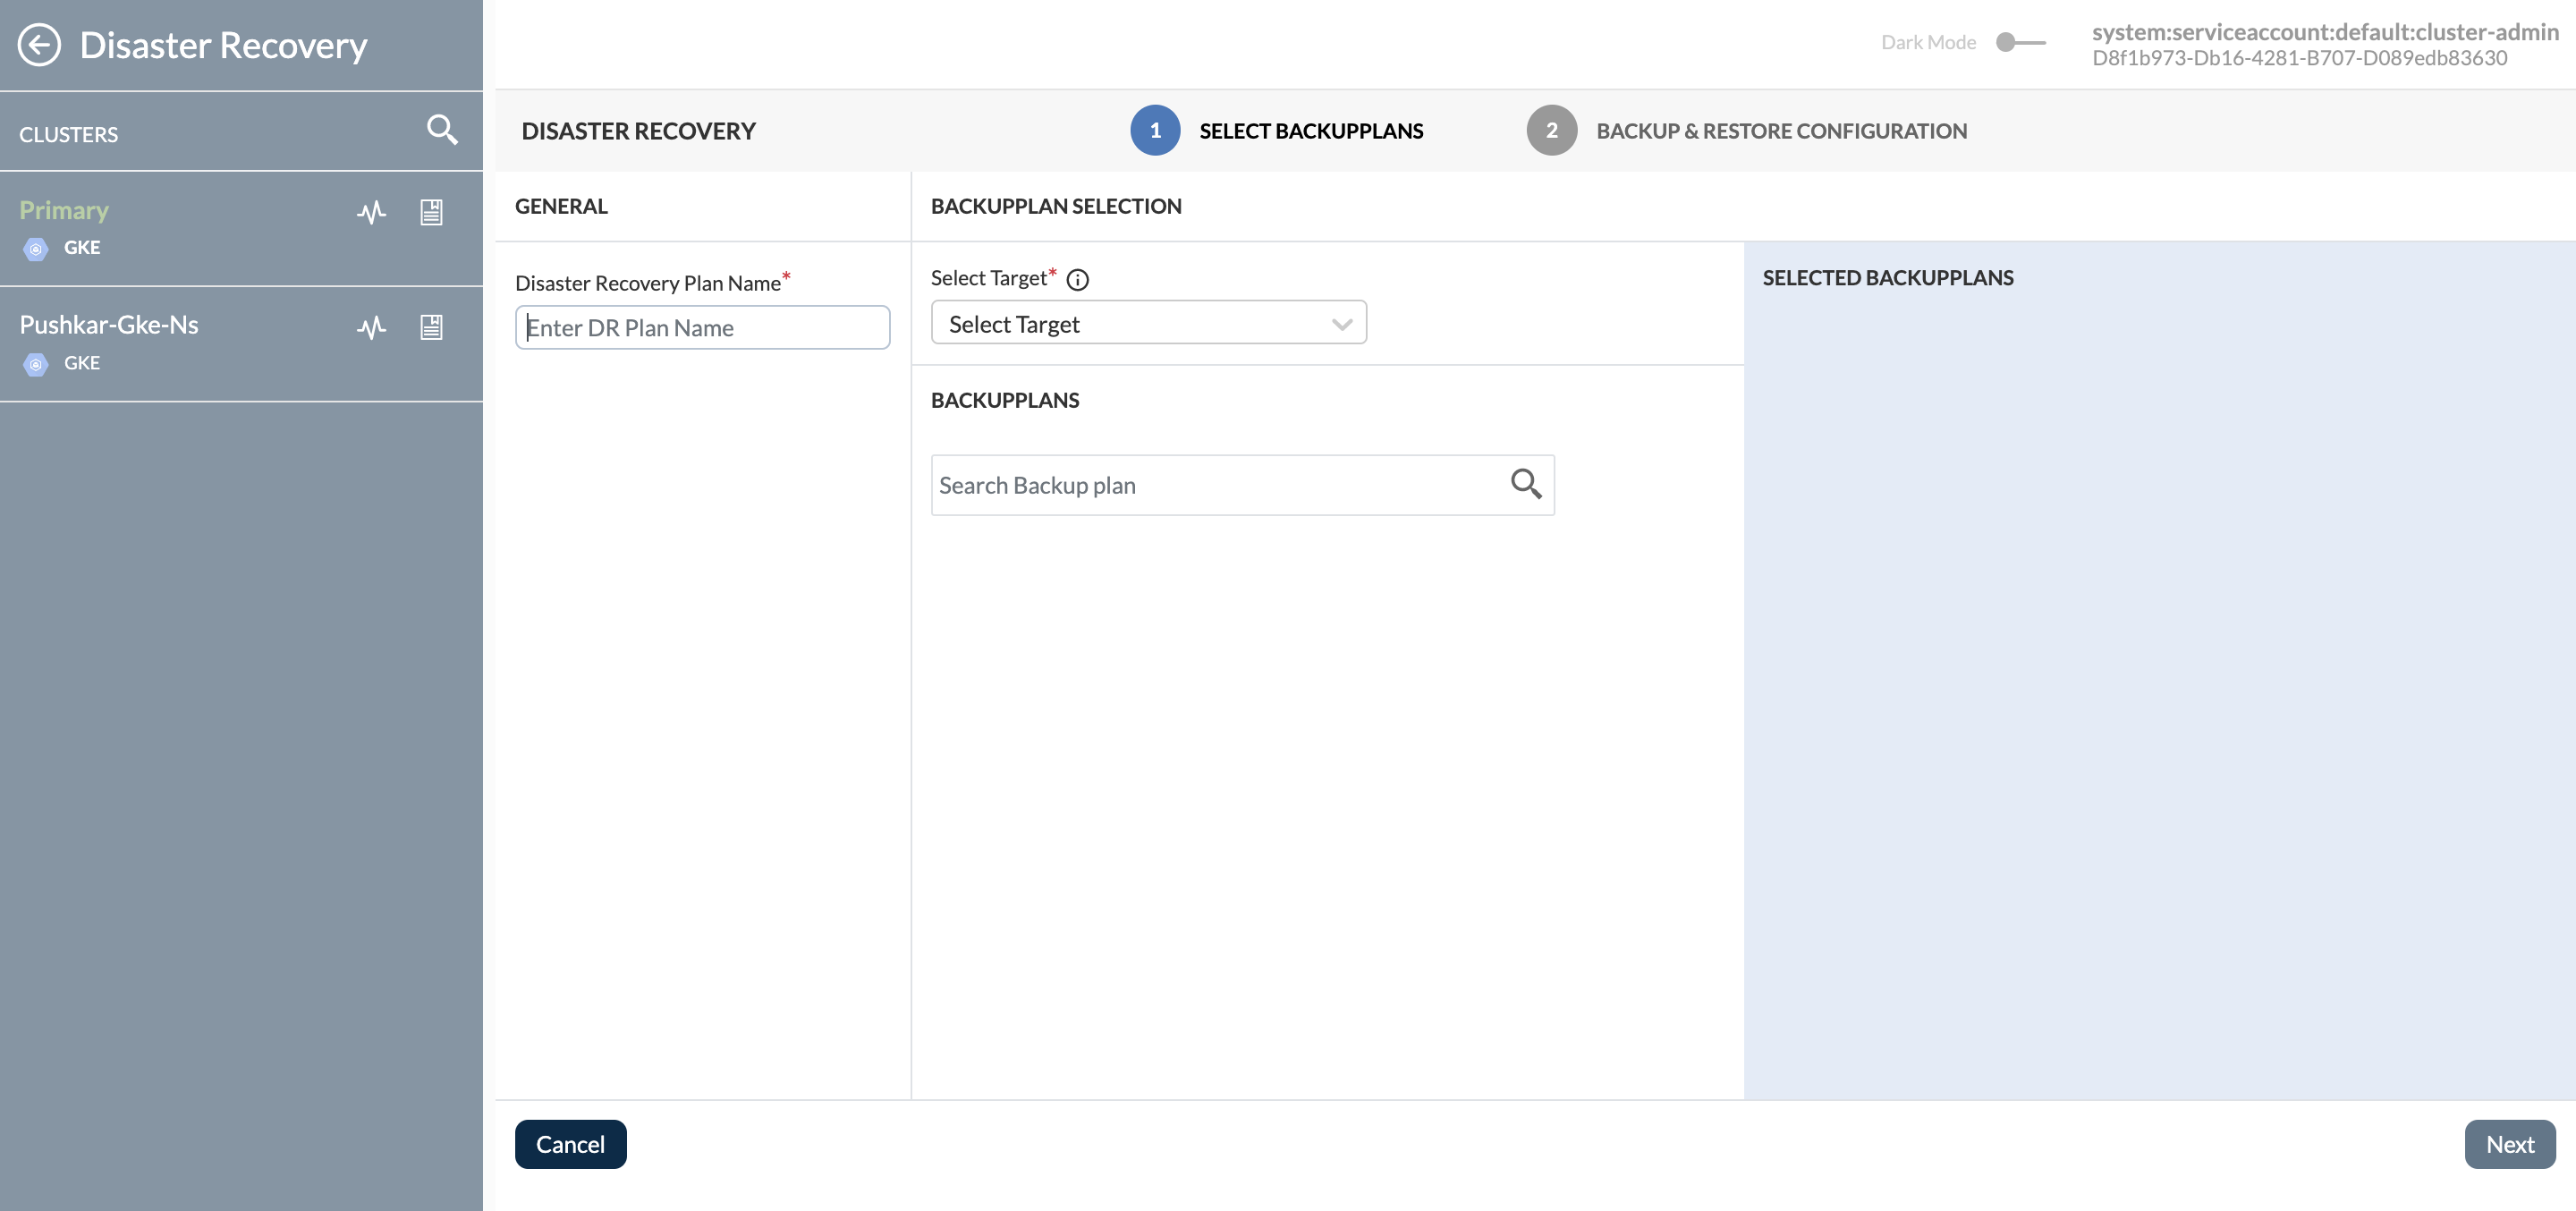 Disaster Recovery
CLUSTERS
Primary
GKE
Pushkar-Gke-Ns
GKE
Dark Mode
system:serviceaccount:default:cluster-admin
D8f1b973-Db16-4281-B707-D089edb83630
DISASTER RECOVERY
1 SELECT BACKUPPLANS
2 BACKUP & RESTORE CONFIGURATION
GENERAL
Disaster Recovery Plan Name*
Enter DR Plan Name
BACKUPPLAN SELECTION
Select Target*
Select Target
BACKUPPLANS
Search Backup plan
SELECTED BACKUPPLANS
Cancel
Next